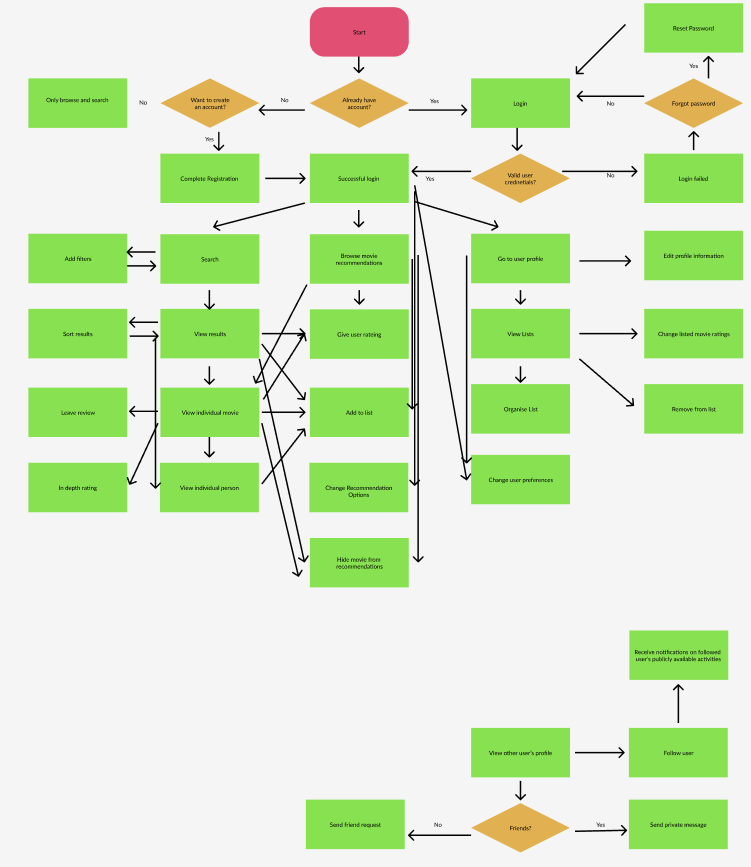 Start
Reset Password
Yes
Only browse and search
No
Want to create
an account?
No
Already have
account?
Yes
Login
No
Forgot password
Yes
Complete Registration
Successful login
Yes
Valid user
credneitials?
No
Login failed
Add filters
Search
Browse movie
recommendations
Go to user profile
Edit profile information
Sort results
View results
Give user rateing
View Lists
Change listed movie ratings
Leave review
View individual movie
Add to list
Organise List
Remove from list
In depth rating
View individual person
Change Recommendation
Options
Change user preferences
Hide movie from
recommendations
Receive notifications on followed
user's publicly available activities
View other user's profile
Follow user
Send friend request
No
Friends?
Yes
Send private message